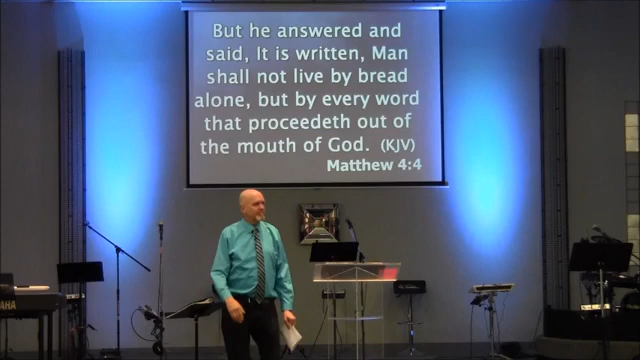 But he answered and
said, It is written, Man
shall not live by bread
alone, but by every word
that proceedeth out of
the mouth of God. (KJV)
Matthew 4:4
AHA